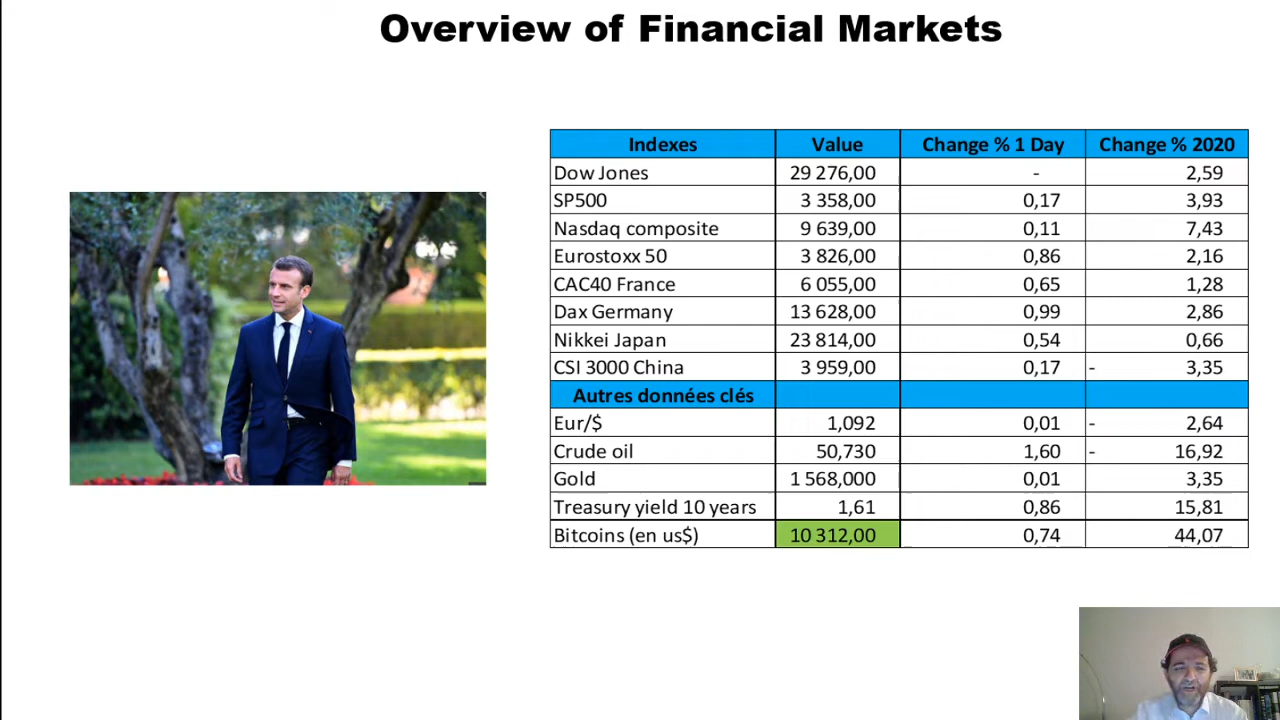 Overview of Financial Markets
Indexes Value Change % 1 Day Change % 2020
Dow Jones 29 276,00 - 2,59
SP500 3 358,00 0,17 3,93
Nasdaq composite 9 639,00 0,11 7,43
Eurostoxx 50 3 826,00 0,86 2,16
CAC40 France 6 055,00 0,65 1,28
Dax Germany 13 628,00 0,99 2,86
Nikkei Japan 23 814,00 0,54 0,66
CSI 3000 China 3 959,00 0,17 - 3,35
Autres données clés
Eur/$ 1,092 0,01 - 2,64
Crude oil 50,730 1,60 - 16,92
Gold 1 568,000 0,01 3,35
Treasury yield 10 years 1,61 0,86 15,81
Bitcoins (en us$) 10 312,00 0,74 44,07